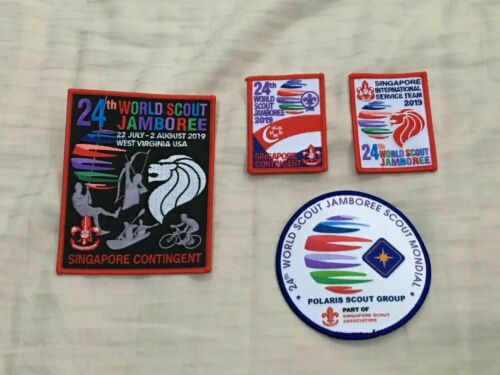 24th WORLD SCOUT
JAMBOREE
22 JULY-2 AUGUST 2019
WEST VIRGINIA USA
SINGAPORE CONTINGENT
24th
WORLD
SCOUT
JAMBOREE
2019
SINGAPORE
CONTINGENT
SINGAPORE
INTERNATIONAL
SERVICE TEAM
2019
24th WORLD SCOUT
JAMBOREE
24th WORLD SCOUT JAMBOREE SCOUT MONDIAL
POLARIS SCOUT GROUP
PART OF
SINGAPORE SCOUT
ASSOCIATION